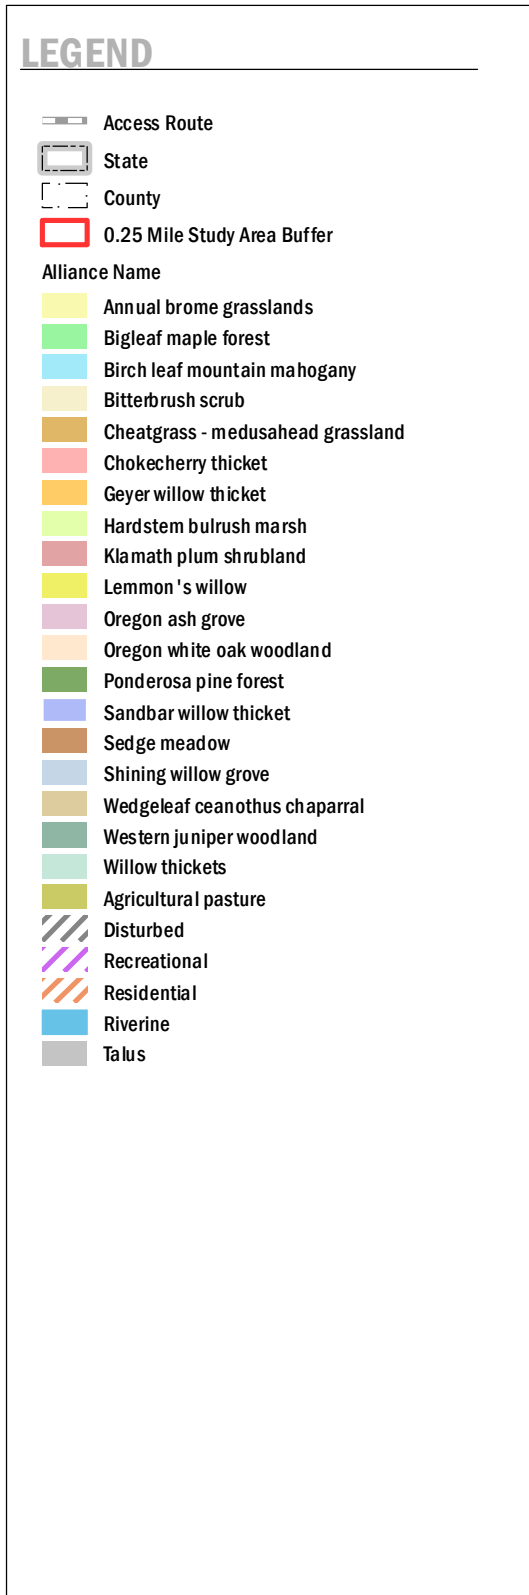 LEGEND
Access Route
State
County
0.25 Mile Study Area Buffer
Alliance Name
Annual brome grasslands
Bigleaf maple forest
Birch leaf mountain mahogany
Bitterbrush scrub
Cheatgrass - medusahead grassland
Chokecherry thicket
Geyer willow thicket
Hardstem bulrush marsh
Klamath plum shrubland
Lemmon's willow
Oregon ash grove
Oregon white oak woodland
Ponderosa pine forest
Sandbar willow thicket
Sedge meadow
Shining willow grove
Wedgeleaf ceanothus chaparral
Western juniper woodland
Willow thickets
Agricultural pasture
Disturbed
Recreational
Residential
Riverine
Talus